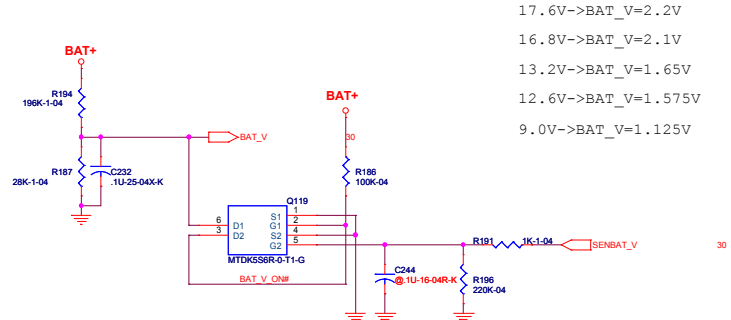 17.6V->BAT_V=2.2V
16.8V->BAT_V=2.1V
13.2V->BAT_V=1.65V
12.6V->BAT_V=1.575V
9.0V->BAT_V=1.125V
BAT+
R194
196K-1-04
BAT+
BAT_V
30
R187
28K-1-04
C232
.1U-25-04X-K
R186
100K-04
Q119
6 D1 S1 1
3 D2 G1 2
S2 4
G2 5
MTDK5S6R-0-T1-G
BAT_V_ON#
R191 1K-1-04
SENBAT_V
30
C244
@.1U-16-04R-K
R196
220K-04